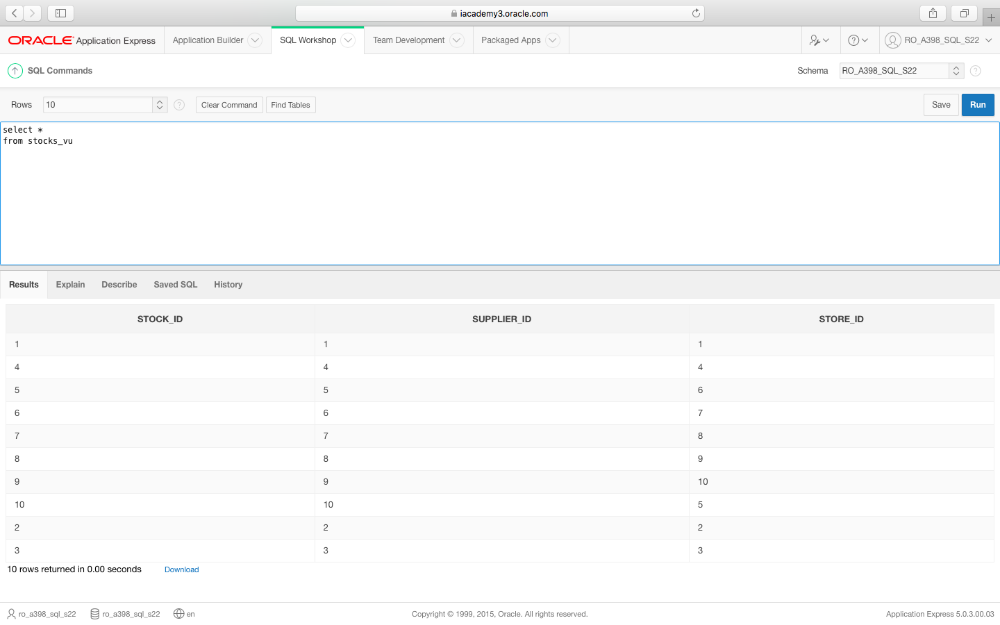 iacademy3.oracle.com
ORACLE Application Express Application Builder SQL Workshop Team Development Packaged Apps RO_A398_SQL_S22
SQL Commands Schema RO_A398_SQL_S22
Rows 10 Clear Command Find Tables Save Run
select *
from stocks_vu
Results Explain Describe Saved SQL History
STOCK_ID SUPPLIER_ID STORE_ID
1 1 1
4 4 4
5 5 6
6 6 7
7 7 8
8 8 9
9 9 10
10 10 5
2 2 2
3 3 3
10 rows returned in 0.00 seconds Download
ro_a398_sql_s22 ro_a398_sql_s22 en Copyright © 1999, 2015, Oracle. All rights reserved. Application Express 5.0.3.00.03